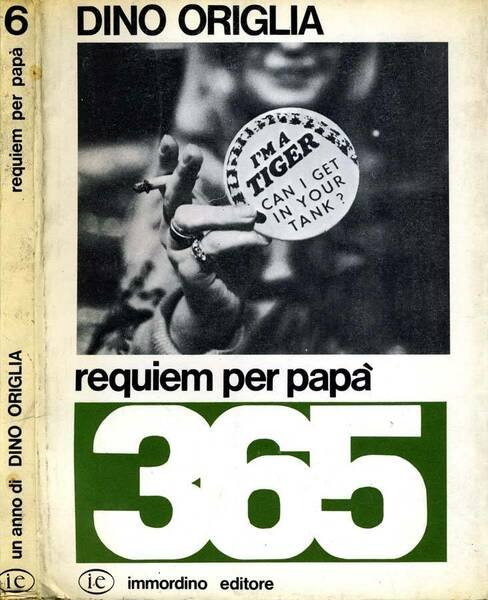 6
requiem per papà
un anno di DINO ORIGLIA
ie
DINO ORIGLIA
I'M A
TIGER
CAN I GET
IN YOUR
TANK?
requiem per papà
365
ie immordino editore